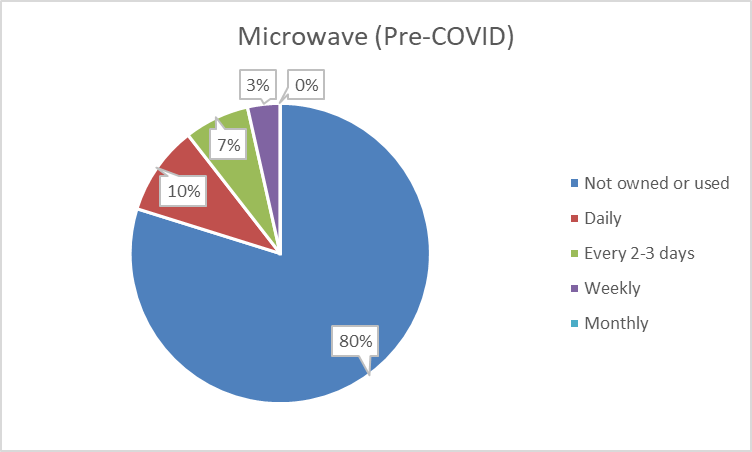 Microwave (Pre-COVID)
3%
0%
7%
10%
80%
Not owned or used
Daily
Every 2-3 days
Weekly
Monthly